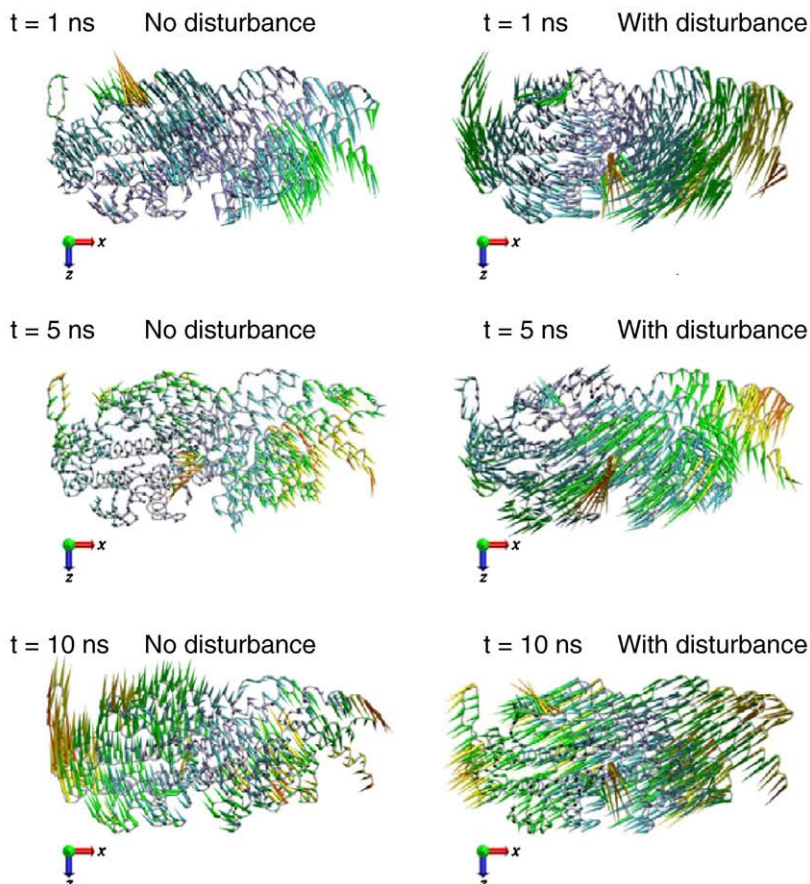 t = 1 ns No disturbance t = 1 ns With disturbance
x x
z z
t = 5 ns No disturbance t = 5 ns With disturbance
x x
z z
t = 10 ns No disturbance t = 10 ns With disturbance
x x
z z